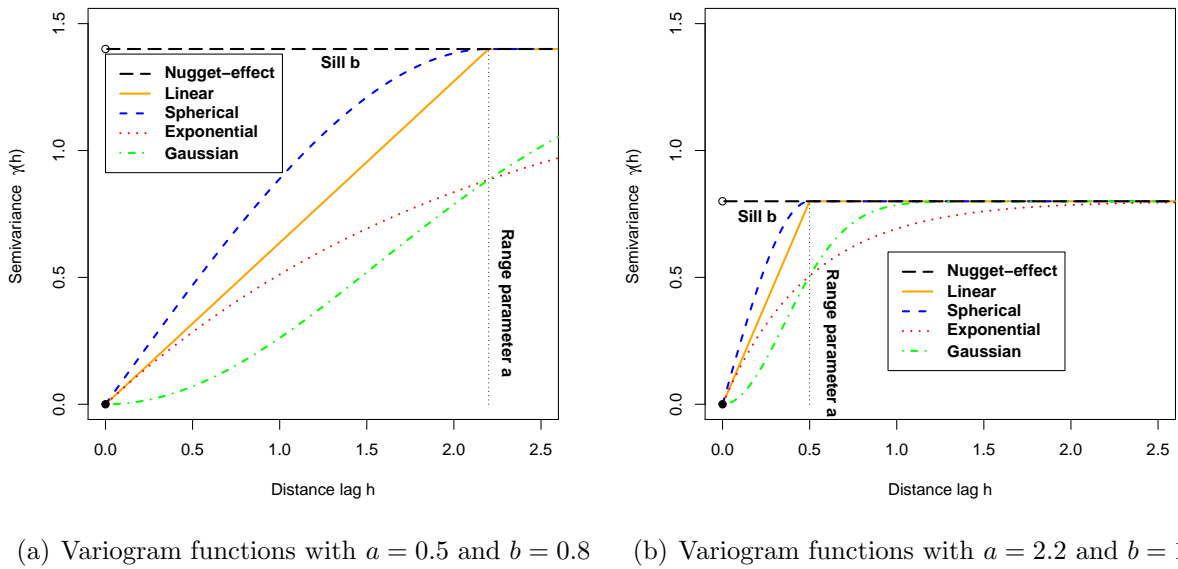 1.5
1.0
0.5
0.0
Semivariance γ(h)
Sill b
Nugget−effect
Linear
Spherical
Exponential
Gaussian
Range parameter a
0.0 0.5 1.0 1.5 2.0 2.5
Distance lag h
(a) Variogram functions with a = 0.5 and b = 0.8
1.5
1.0
0.5
0.0
Semivariance γ(h)
Sill b
Nugget−effect
Linear
Spherical
Exponential
Gaussian
Range parameter a
0.0 0.5 1.0 1.5 2.0 2.5
Distance lag h
(b) Variogram functions with a = 2.2 and b =